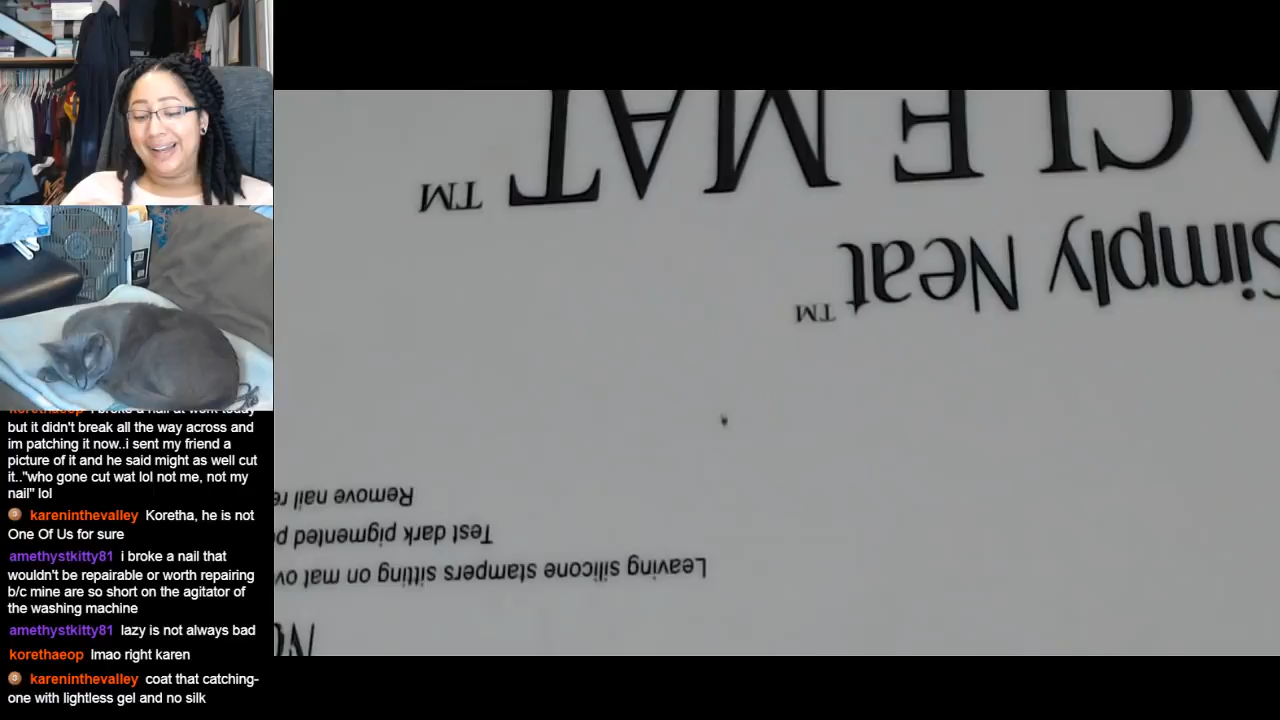 korethaeop i broke a nail at work today
but it didn't break all the way across and
im patching it now..i sent my friend a
picture of it and he said might as well cut
it.."who gone cut wat lol not me, not my
nail" lol
kareninthevalley Koretha, he is not
One Of Us for sure
amethystkitty81 i broke a nail that
wouldn't be repairable or worth repairing
b/c mine are so short on the agitator of
the washing machine
amethystkitty81 lazy is not always bad
korethaeop lmao right karen
kareninthevalley coat that catching-
one with lightless gel and no silk
Leaving silicone stampers sitting on mat
Test dark pigmented
Remove nail
Simply Neat™
MAT™